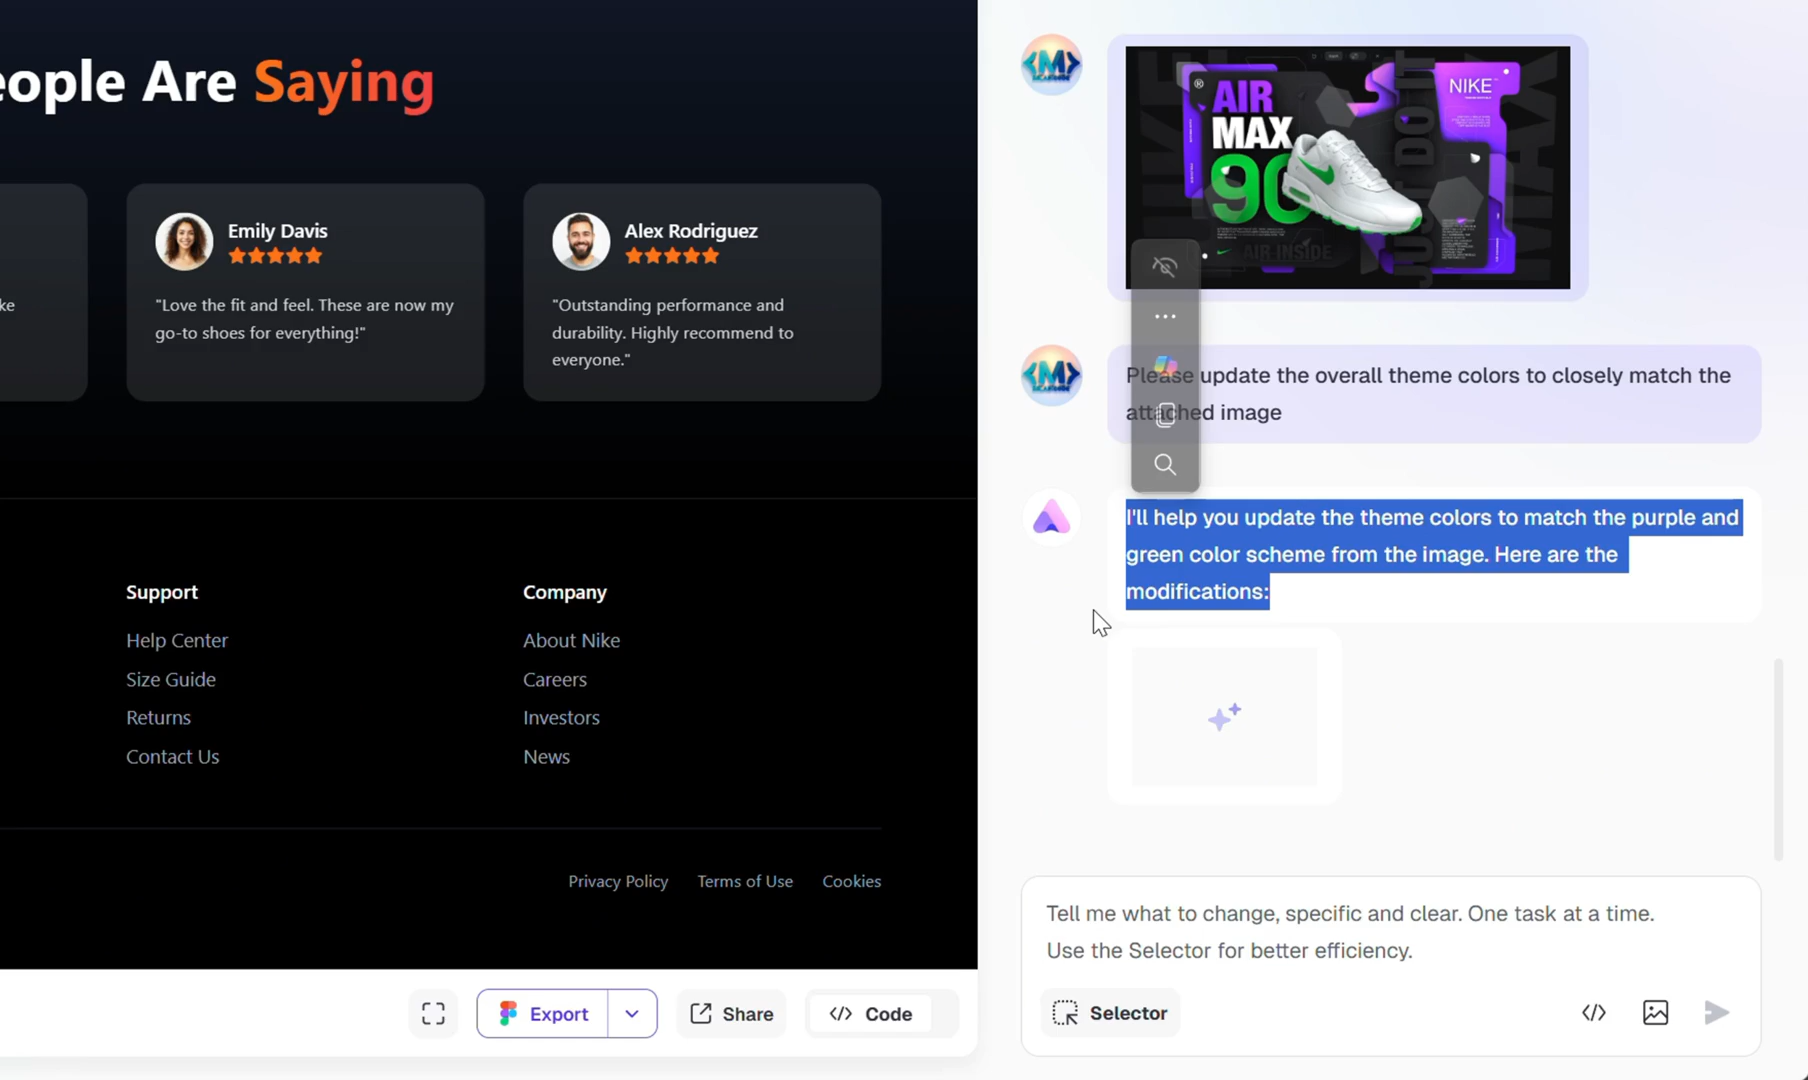 eople Are Saying
ke
Emily Davis
"Love the fit and feel. These are now my
go-to shoes for everything!"
Alex Rodriguez
"Outstanding performance and
durability. Highly recommend to
everyone."
Support
Help Center
Size Guide
Returns
Contact Us
Company
About Nike
Careers
Investors
News
Privacy Policy Terms of Use Cookies
Export
Share
</> Code
<M>
®
AIR
MAX
90
NIKE
JUST DO IT
AIR INSIDE
<M>
Please update the overall theme colors to closely match the
attached image
I'll help you update the theme colors to match the purple and
green color scheme from the image. Here are the
modifications:
Tell me what to change, specific and clear. One task at a time.
Use the Selector for better efficiency.
Selector
</>